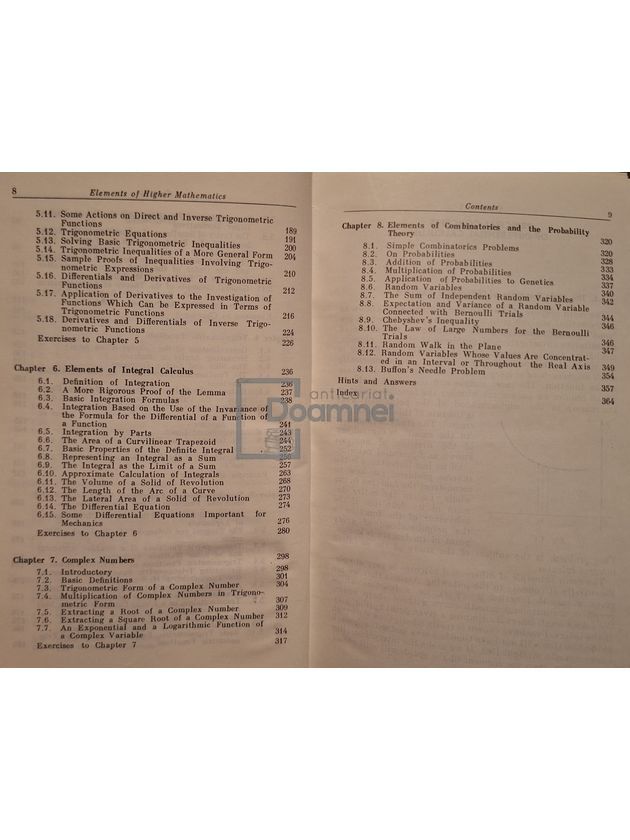 8
Elements of Higher Mathematics
5.11. Some Actions on Direct and Inverse Trigonometric
Functions 189
5.12. Trigonometric Equations 191
5.13. Solving Basic Trigonometric Inequalities 200
5.14. Trigonometric Inequalities of a More General Form 204
5.15. Sample Proofs of Inequalities Involving Trigo-
nometric Expressions 210
5.16. Differentials and Derivatives of Trigonometric
Functions 212
5.17. Application of Derivatives to the Investigation of
Functions Which Can be Expressed in Terms of
Trigonometric Functions 216
5.18. Derivatives and Differentials of Inverse Trigo-
nometric Functions 224
Exercises to Chapter 5 226
Chapter 6. Elements of Integral Calculus 236
6.1. Definition of Integration 236
6.2. A More Rigorous Proof of the Lemma 237
6.3. Basic Integration Formulas 238
6.4. Integration Based on the Use of the Invariance of
the Formula for the Differential of a Function of
a Function 241
6.5. Integration by Parts 243
6.6. The Area of a Curvilinear Trapezoid 244
6.7. Basic Properties of the Definite Integral 252
6.8. Representing an Integral as a Sum
6.9. The Integral as the Limit of a Sum 257
6.10. Approximate Calculation of Integrals 263
6.11. The Volume of a Solid of Revolution 268
6.12. The Length of the Arc of a Curve 270
6.13. The Lateral Area of a Solid of Revolution 273
6.14. The Differential Equation 274
6.15. Some Differential Equations Important for
Mechanics 276
Exercises to Chapter 6 280
Chapter 7. Complex Numbers 298
7.1. Introductory 298
7.2. Basic Definitions 301
7.3. Trigonometric Form of a Complex Number 304
7.4. Multiplication of Complex Numbers in Trigono-
metric Form 307
7.5. Extracting a Root of a Complex Number 309
7.6. Extracting a Square Root of a Complex Number 312
7.7. An Exponential and a Logarithmic Function of
a Complex Variable 314
Exercises to Chapter 7 317
Contents
9
Chapter 8. Elements of Combinatorics and the Probability
Theory 320
8.1. Simple Combinatorics Problems 320
8.2. On Probabilities 328
8.3. Addition of Probabilities 333
8.4. Multiplication of Probabilities 334
8.5. Application of Probabilities to Genetics 337
8.6. Random Variables 340
8.7. The Sum of Independent Random Variables 342
8.8. Expectation and Variance of a Random Variable
Connected with Bernoulli Trials 344
8.9. Chebyshev's Inequality 346
8.10. The Law of Large Numbers for the Bernoulli
Trials 346
8.11. Random Walk in the Plane 347
8.12. Random Variables Whose Values Are Concentrat-
ed in an Interval or Throughout the Real Axis 349
8.13. Buffon's Needle Problem 354
Hints and Answers 357
Index 364
anticariat
Doamnei